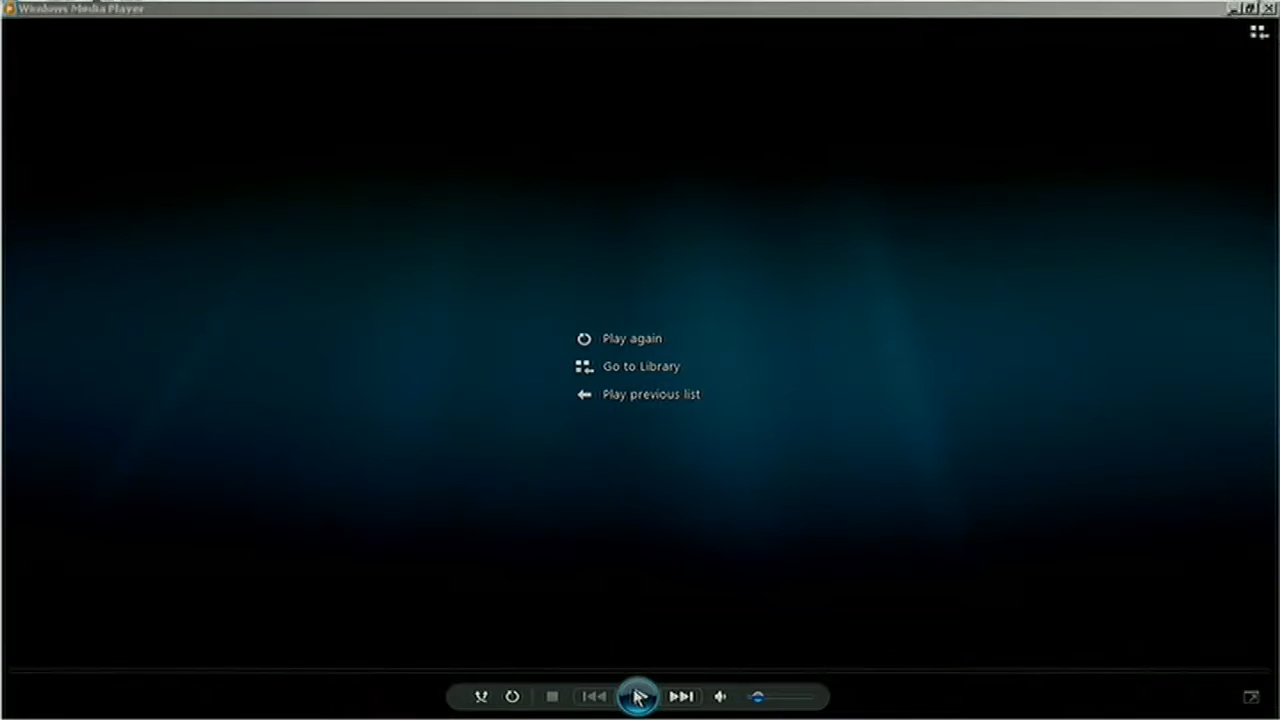 Windows Media Player
Play again
Go to Library
Play previous list